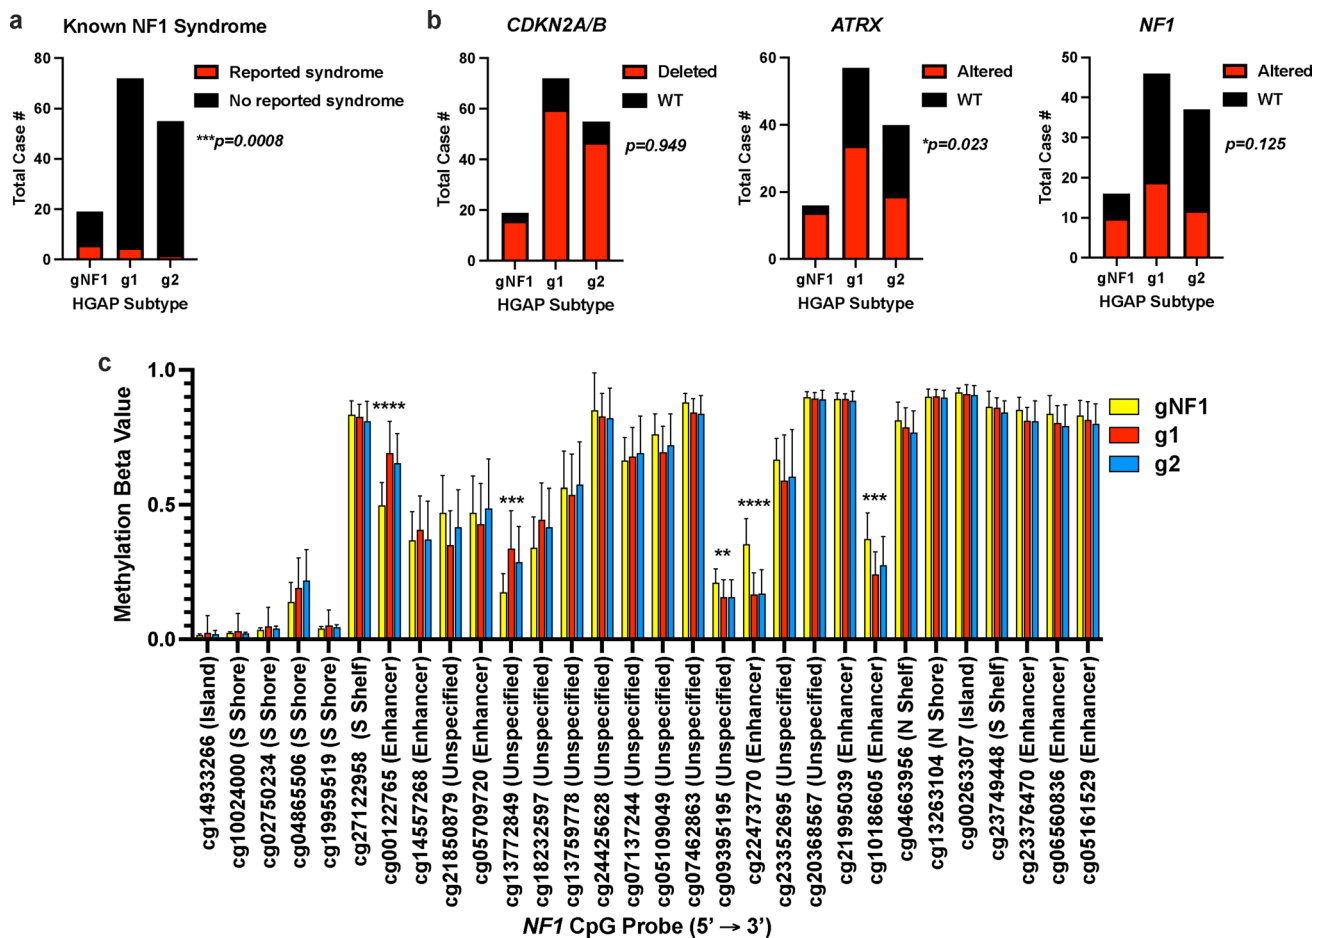 a
Known NF1 Syndrome
80
60
40
20
0
Total Case #
Reported syndrome
No reported syndrome
***p=0.0008
gNF1 g1 g2
HGAP Subtype
b
CDKN2A/B
80
60
40
20
0
Total Case #
Deleted
WT
p=0.949
gNF1 g1 g2
HGAP Subtype
ATRX
60
40
20
0
Total Case #
Altered
WT
*p=0.023
gNF1 g1 g2
HGAP Subtype
NF1
50
40
30
20
10
0
Total Case #
Altered
WT
p=0.125
gNF1 g1 g2
HGAP Subtype
c
1.0
0.5
0.0
Methylation Beta Value
****
***
**
****
***
gNF1
g1
g2
cg14933266 (Island)
cg10024000 (S Shore)
cg02750234 (S Shore)
cg04865506 (S Shore)
cg19959519 (S Shore)
cg27122958 (S Shelf)
cg00122765 (Enhancer)
cg14557268 (Enhancer)
cg21850879 (Unspecified)
cg05709720 (Enhancer)
cg13772849 (Unspecified)
cg18232597 (Unspecified)
cg13759778 (Unspecified)
cg24425628 (Unspecified)
cg07137244 (Unspecified)
cg05109049 (Unspecified)
cg07462863 (Unspecified)
cg09395195 (Unspecified)
cg22473770 (Enhancer)
cg23352695 (Unspecified)
cg20368567 (Unspecified)
cg21995039 (Enhancer)
cg10186605 (Enhancer)
cg04663956 (N Shelf)
cg13263104 (N Shore)
cg00263307 (Island)
cg23749448 (S Shelf)
cg23376470 (Enhancer)
cg06560836 (Enhancer)
cg05161529 (Enhancer)
NF1 CpG Probe (5' → 3')